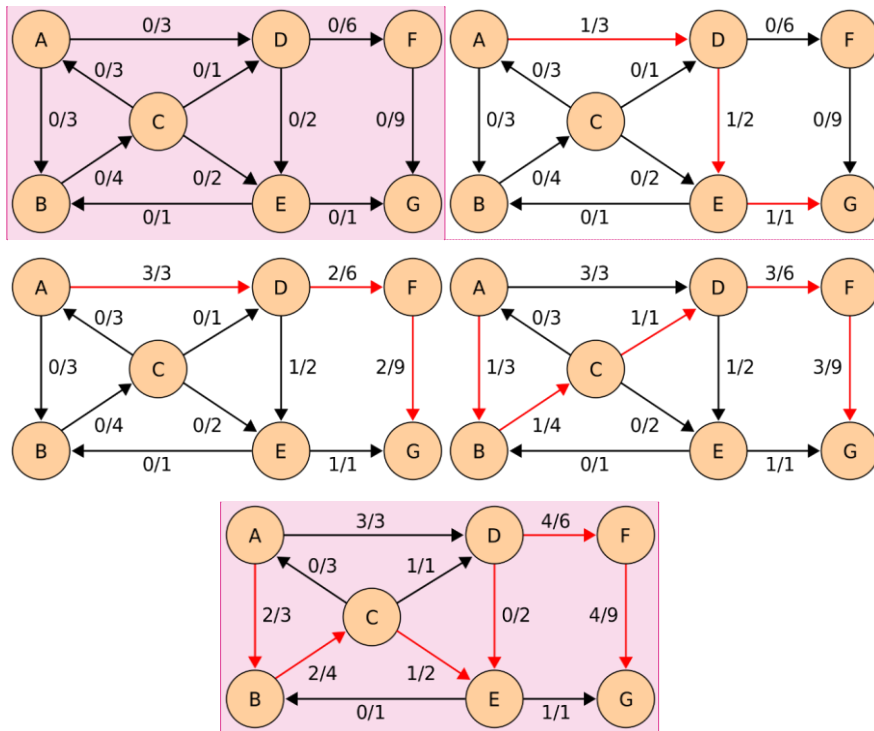 A 0/3 D 0/6 F
0/3 0/1
0/3 C 0/2 0/9
0/4 0/2
B 0/1 E 0/1 G
A 1/3 D 0/6 F
0/3 0/1
0/3 C 1/2 0/9
0/4 0/2
B 0/1 E 1/1 G
A 3/3 D 2/6 F
0/3 0/1
0/3 C 1/2 2/9
0/4 0/2
B 0/1 E 1/1 G
A 3/3 D 3/6 F
0/3 1/1
1/3 C 1/2 3/9
1/4 0/2
B 0/1 E 1/1 G
A 3/3 D 4/6 F
0/3 1/1
2/3 C 0/2 4/9
2/4 1/2
B 0/1 E 1/1 G